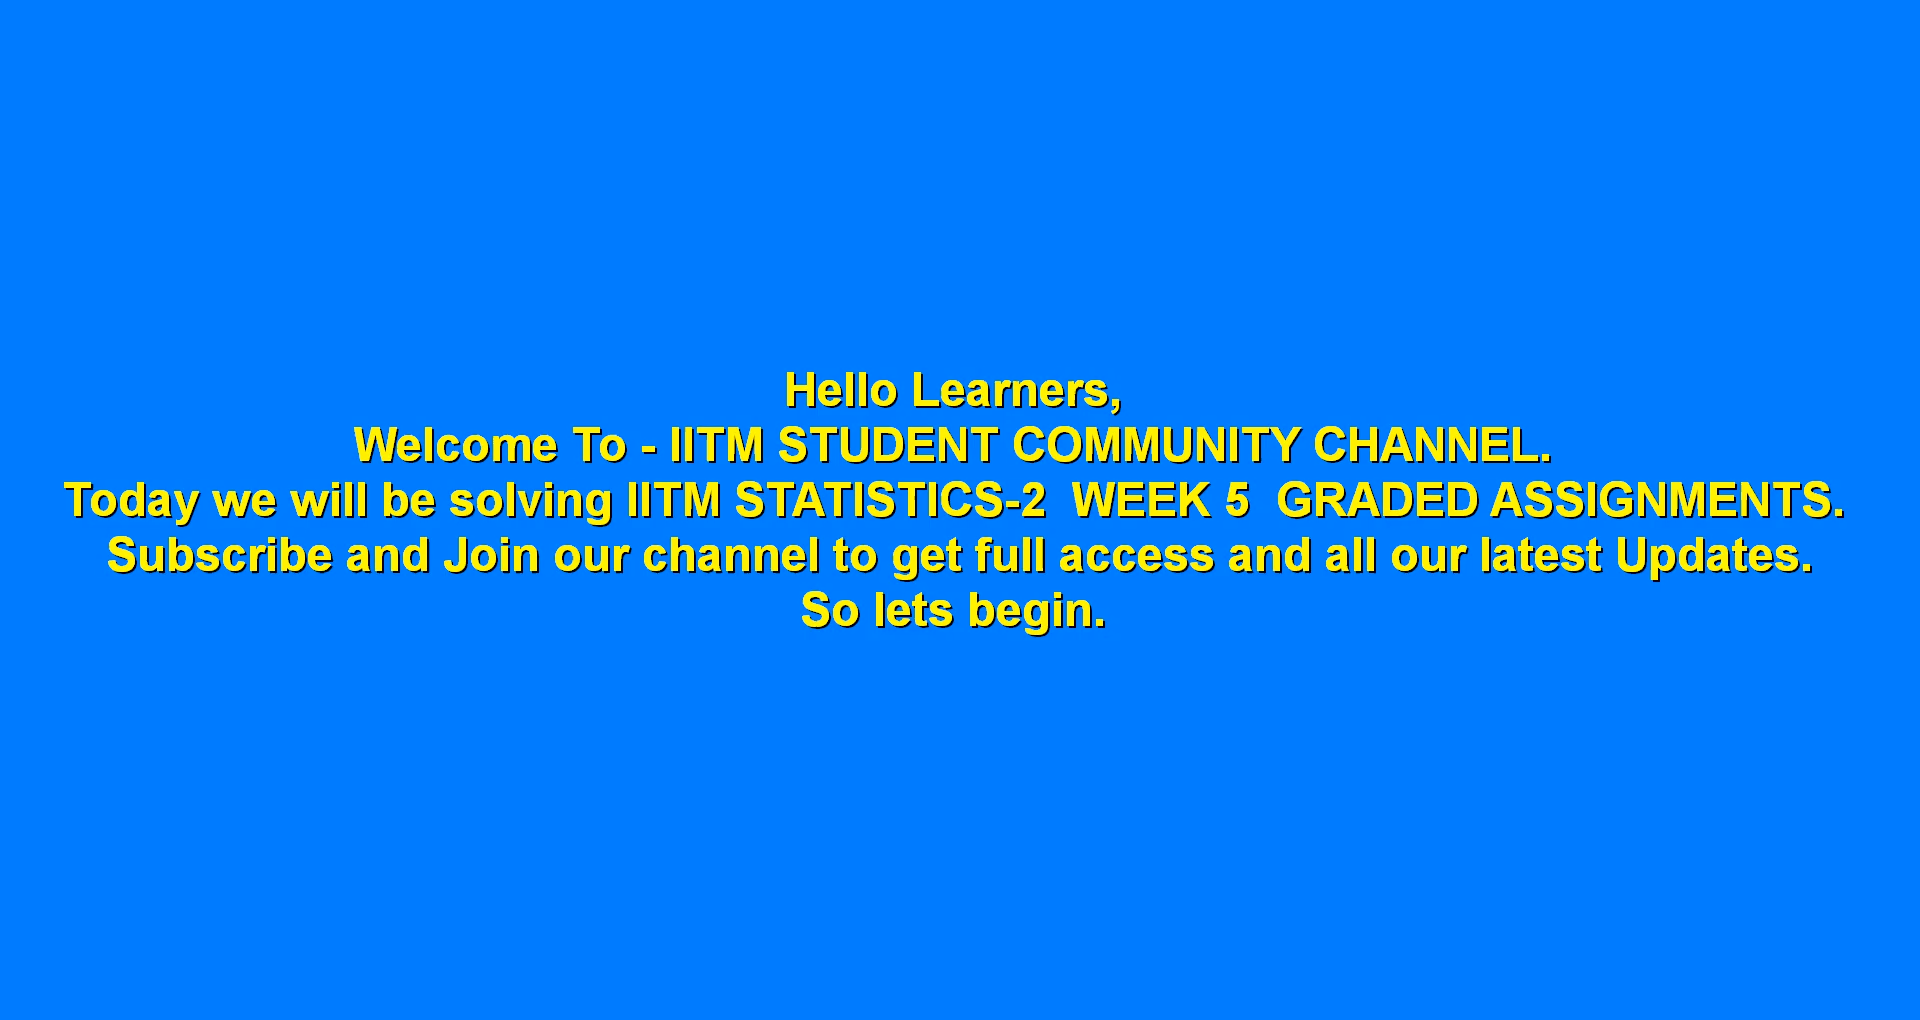 Hello Learners,
Welcome To - IITM STUDENT COMMUNITY CHANNEL.
Today we will be solving IITM STATISTICS-2  WEEK 5  GRADED ASSIGNMENTS.
Subscribe and Join our channel to get full access and all our latest Updates.
So lets begin.